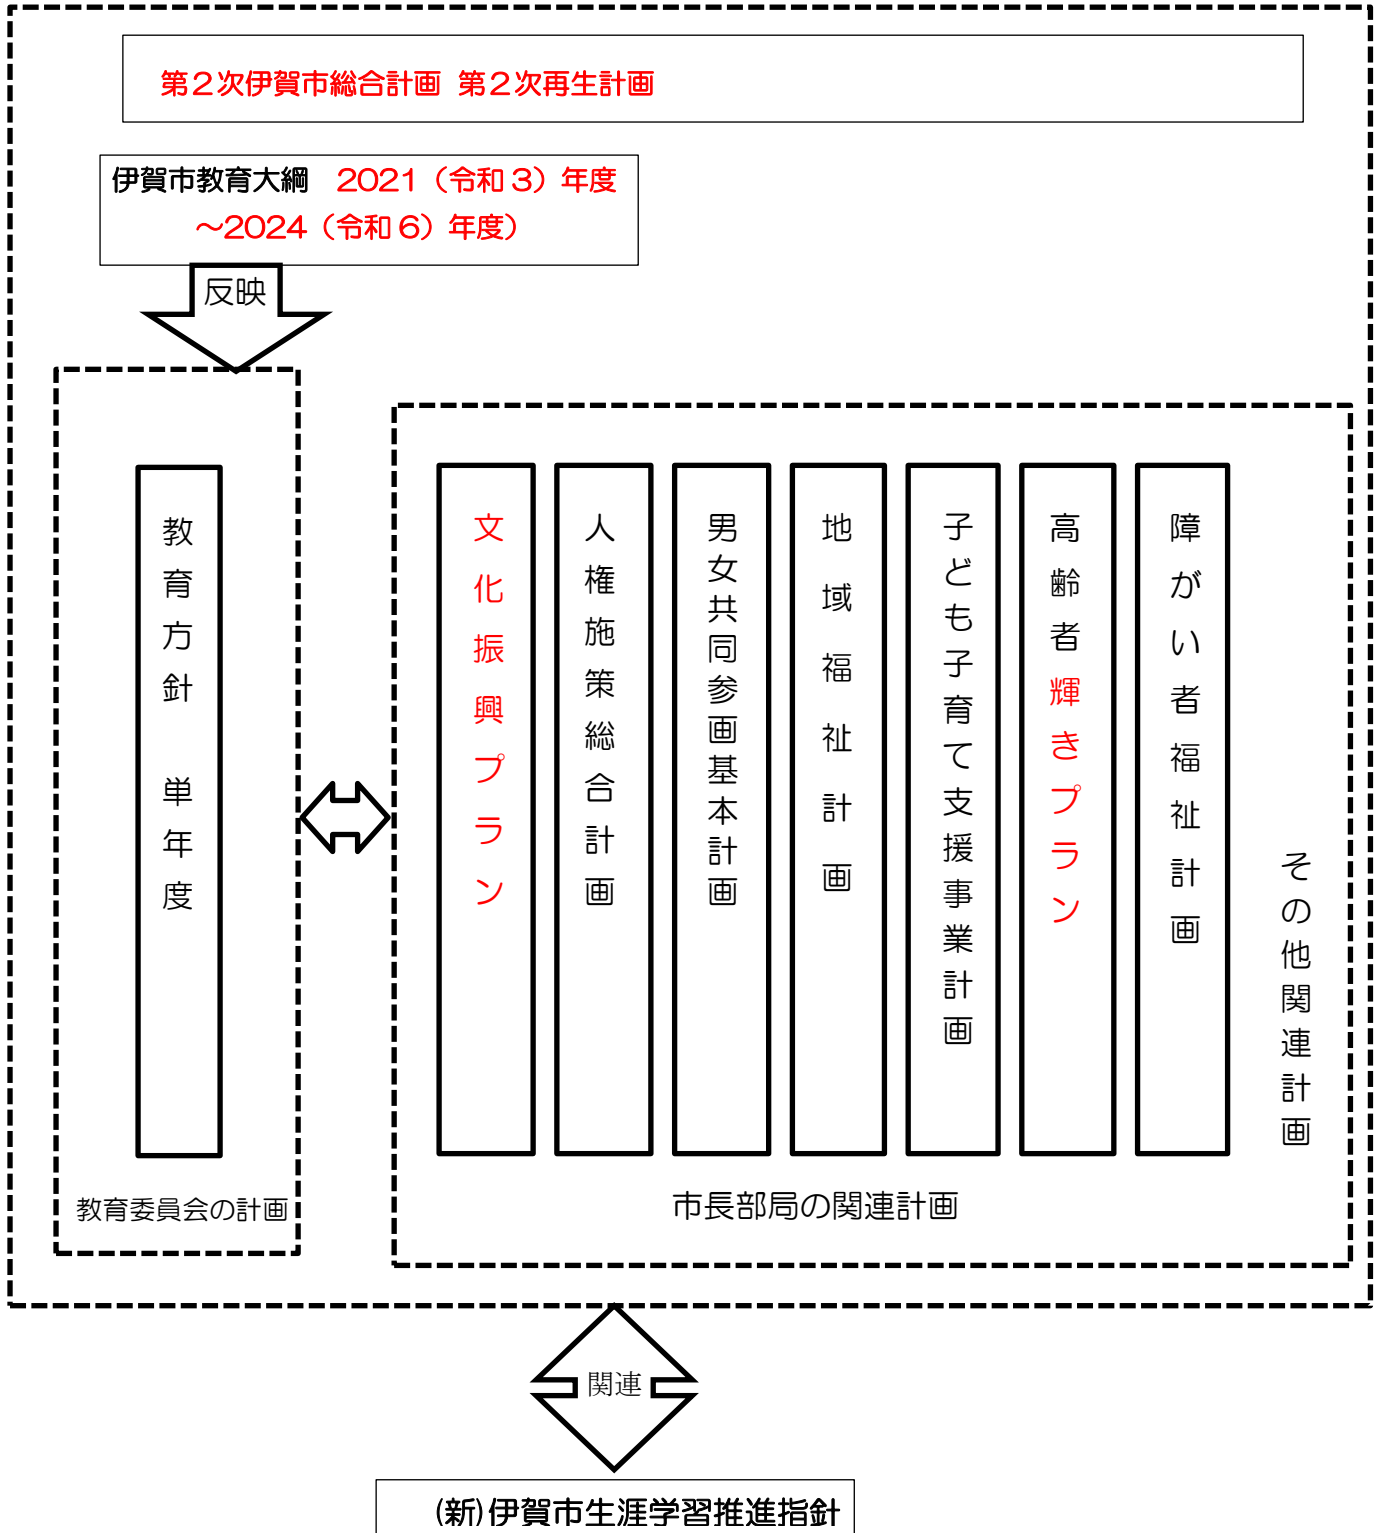 第２次伊賀市総合計画 第２次再生計画
伊賀市教育大綱　２０２１（令和３）年度
～２０２４（令和６）年度）
反映
教育方針　単年度
文化振興プラン
人権施策総合計画
男女共同参画基本計画
地域福祉計画
子ども子育て支援事業計画
高齢者輝きプラン
障がい者福祉計画
その他関連計画
教育委員会の計画
市長部局の関連計画
関連
(新)伊賀市生涯学習推進指針